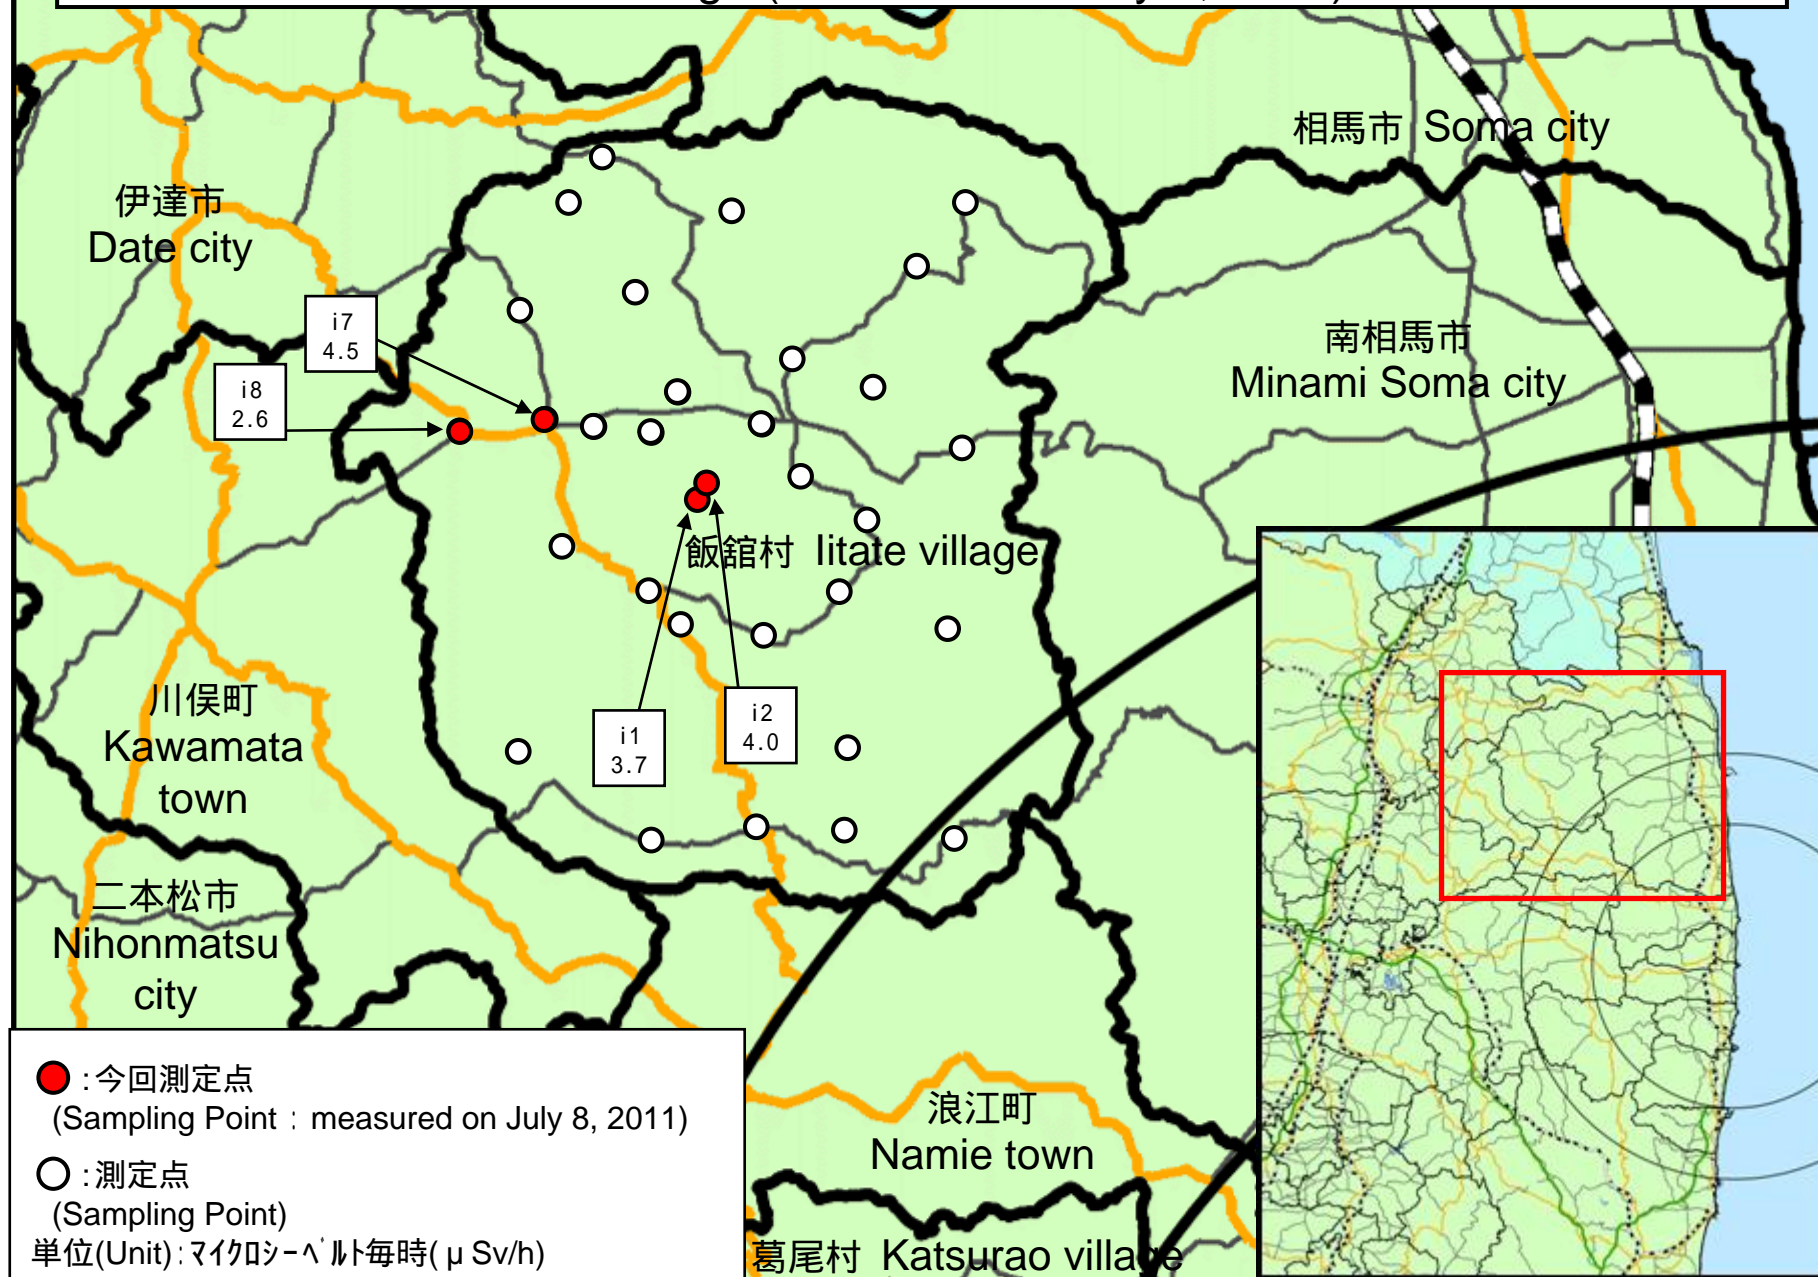 相馬市 Soma city
伊達市
Date city
i7
4.5
南相馬市
Minami Soma city
i8
2.6
飯舘村 Iitate village
川俣町
Kawamata
town
i1
3.7
i2
4.0
二本松市
Nihonmatsu
city
●:今回測定点
(Sampling Point : measured on July 8, 2011)
○:測定点
(Sampling Point)
単位(Unit):マイクロシーベルト毎時(μSv/h)
浪江町
Namie town
葛尾村 Katsurao village